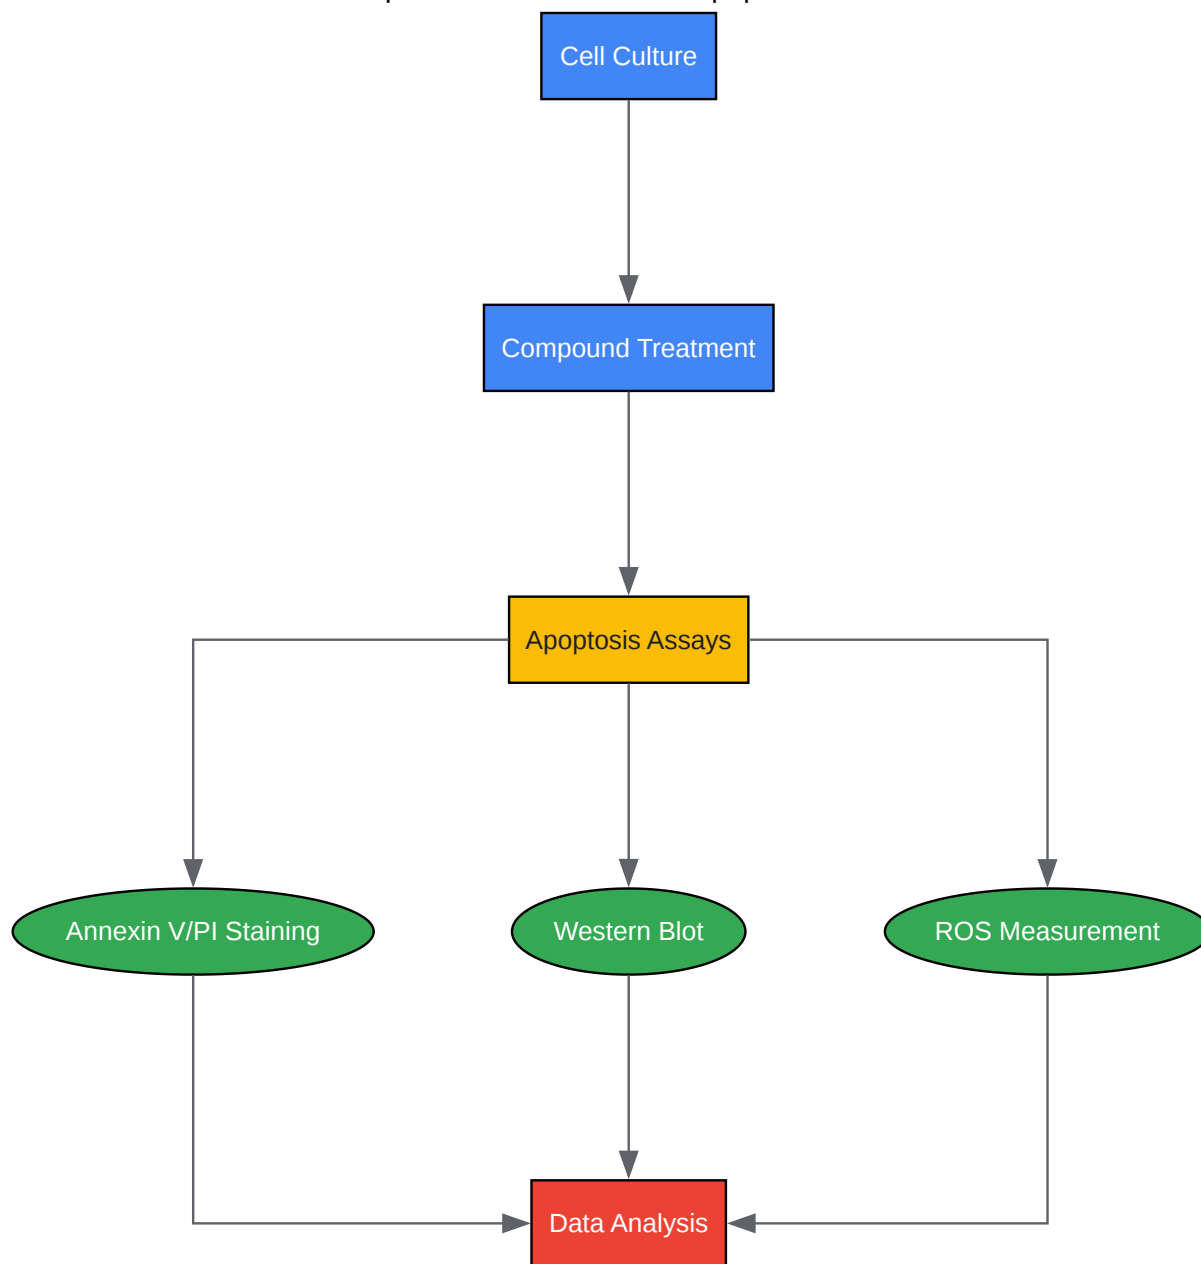 Cell Culture
Compound Treatment
Apoptosis Assays
Annexin V/PI Staining
Western Blot
ROS Measurement
Data Analysis